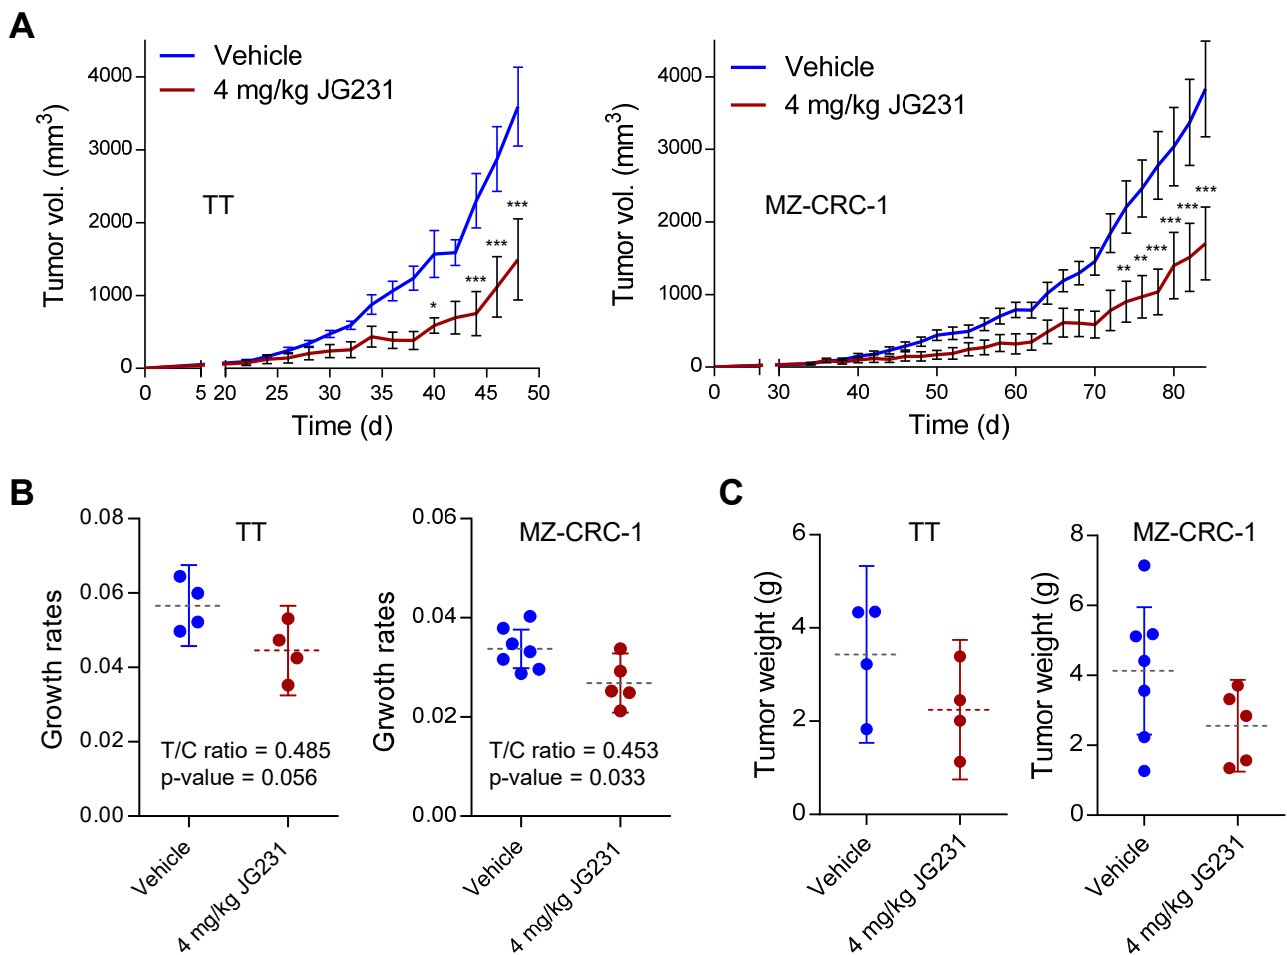 A
Vehicle
4 mg/kg JG231
4000
3000
2000
1000
0
Tumor vol. (mm³)
TT
*
***
***
***
0
5
20
25
30
35
40
45
50
Time (d)
Vehicle
4 mg/kg JG231
4000
3000
2000
1000
0
Tumor vol. (mm³)
MZ-CRC-1
**
**
***
***
***
***
0
30
40
50
60
70
80
Time (d)
B
TT
0.08
0.06
0.04
0.02
0.00
Growth rates
T/C ratio = 0.485
p-value = 0.056
Vehicle
4 mg/kg JG231
MZ-CRC-1
0.06
0.04
0.02
0.00
Grwoth rates
T/C ratio = 0.453
p-value = 0.033
Vehicle
4 mg/kg JG231
C
TT
6
4
2
0
Tumor weight (g)
Vehicle
4 mg/kg JG231
MZ-CRC-1
8
6
4
2
0
Tumor weight (g)
Vehicle
4 mg/kg JG231